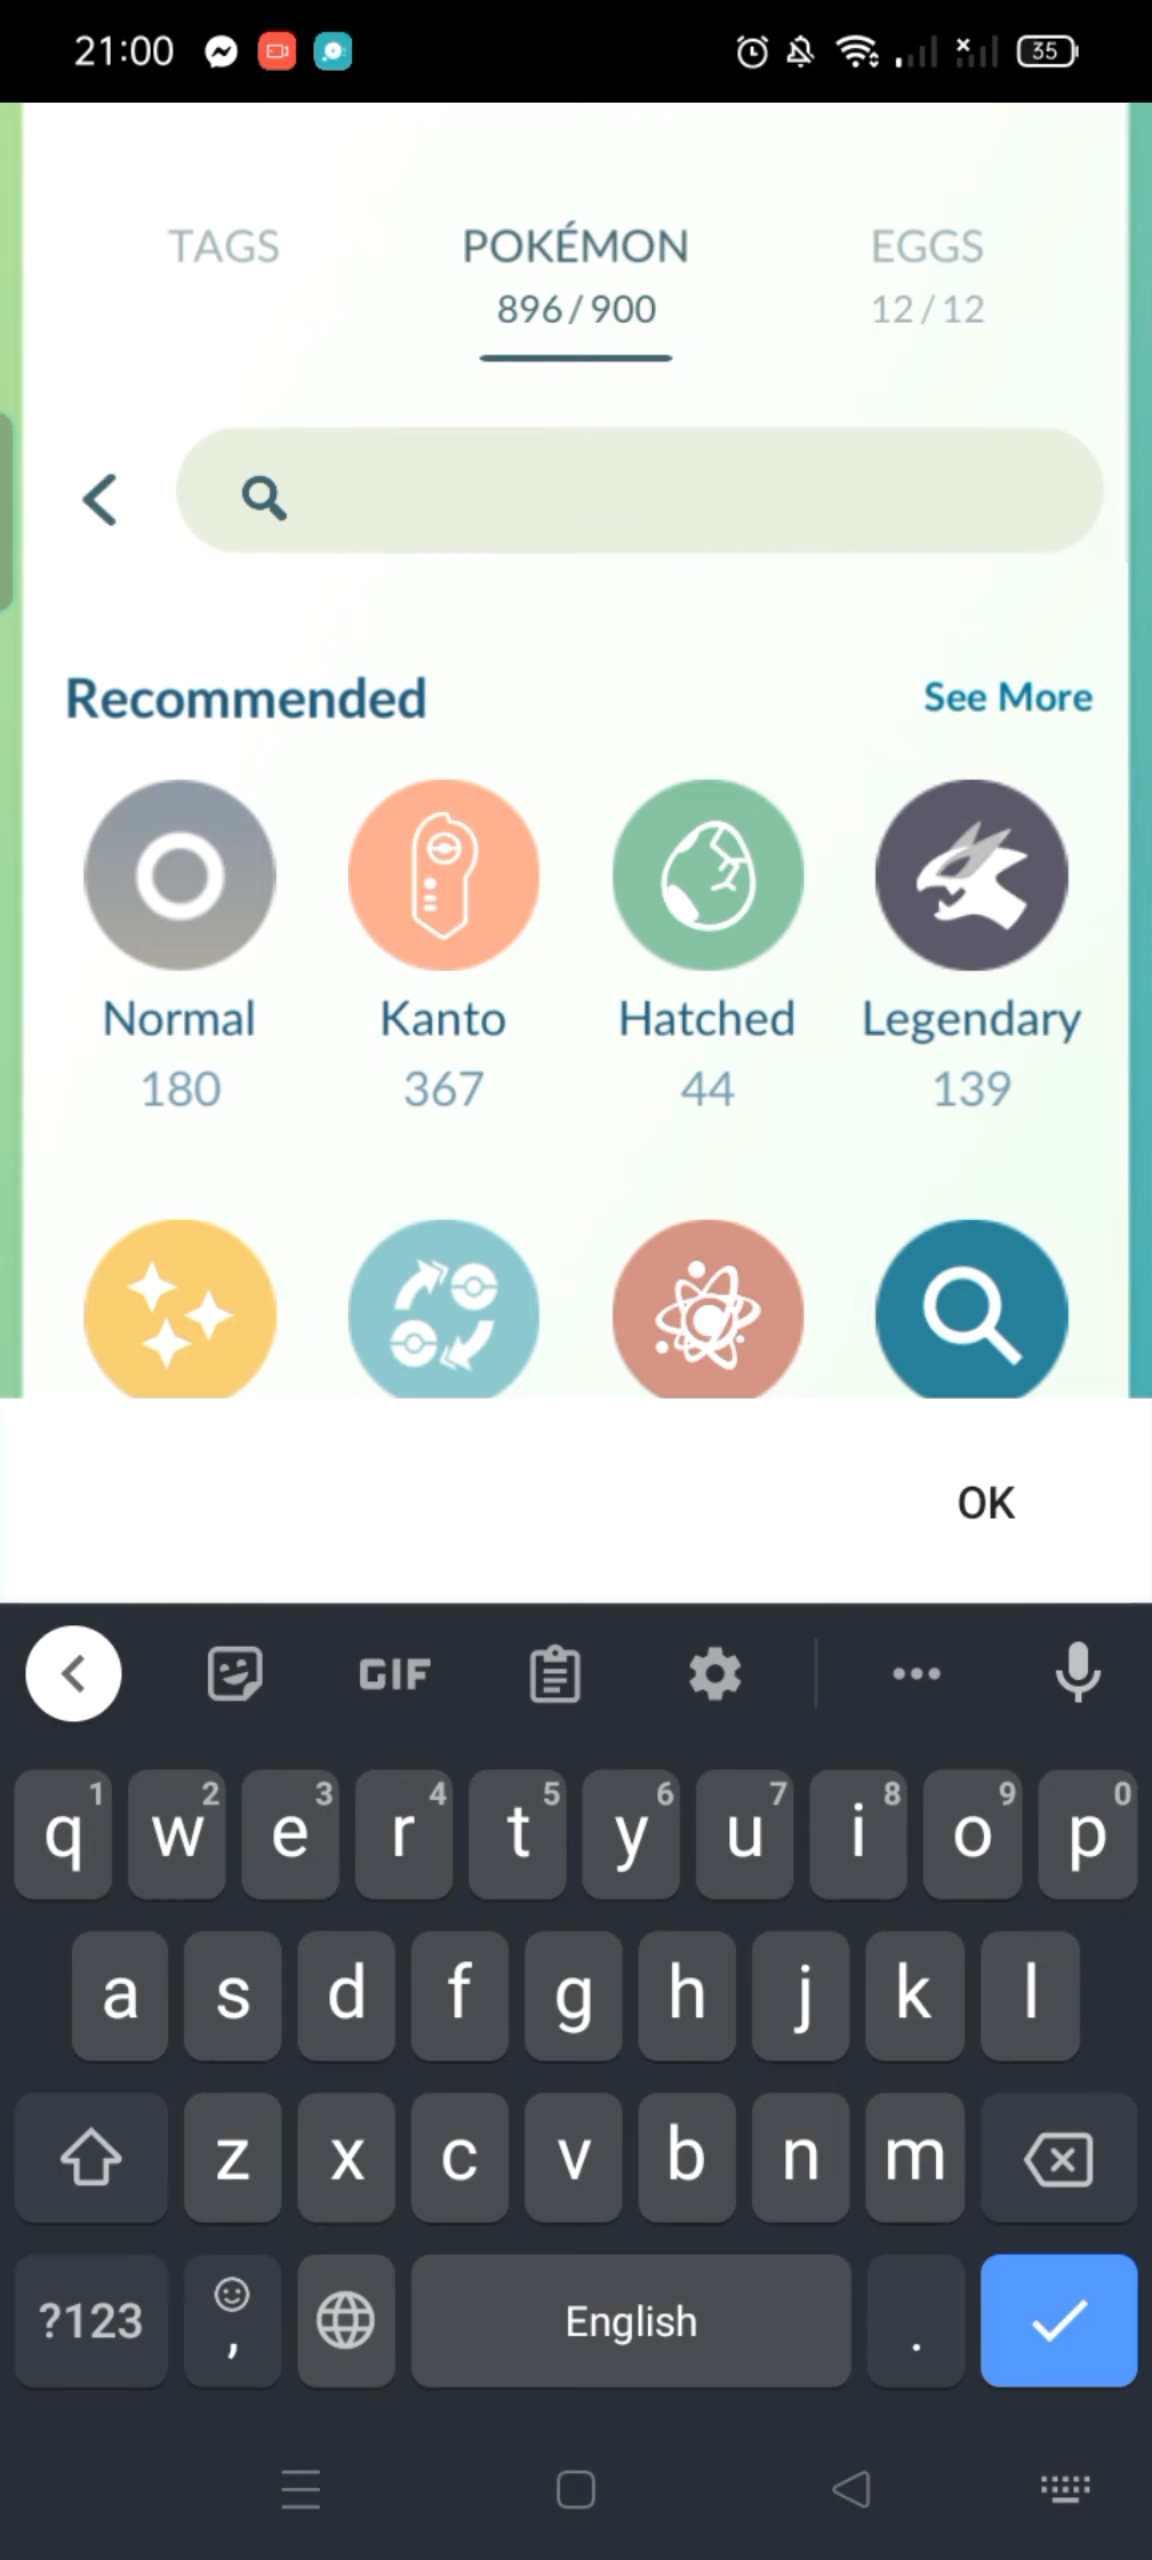 21:00
35
TAGS
POKÉMON
EGGS
896/900
12/12
Recommended
See More
Normal
Kanto
Hatched
Legendary
180
367
44
139
OK
GIF
1 2 3 4 5 6 7 8 9 0
q w e r t y u i o p
a s d f g h j k l
z x c v b n m
?123 , English .